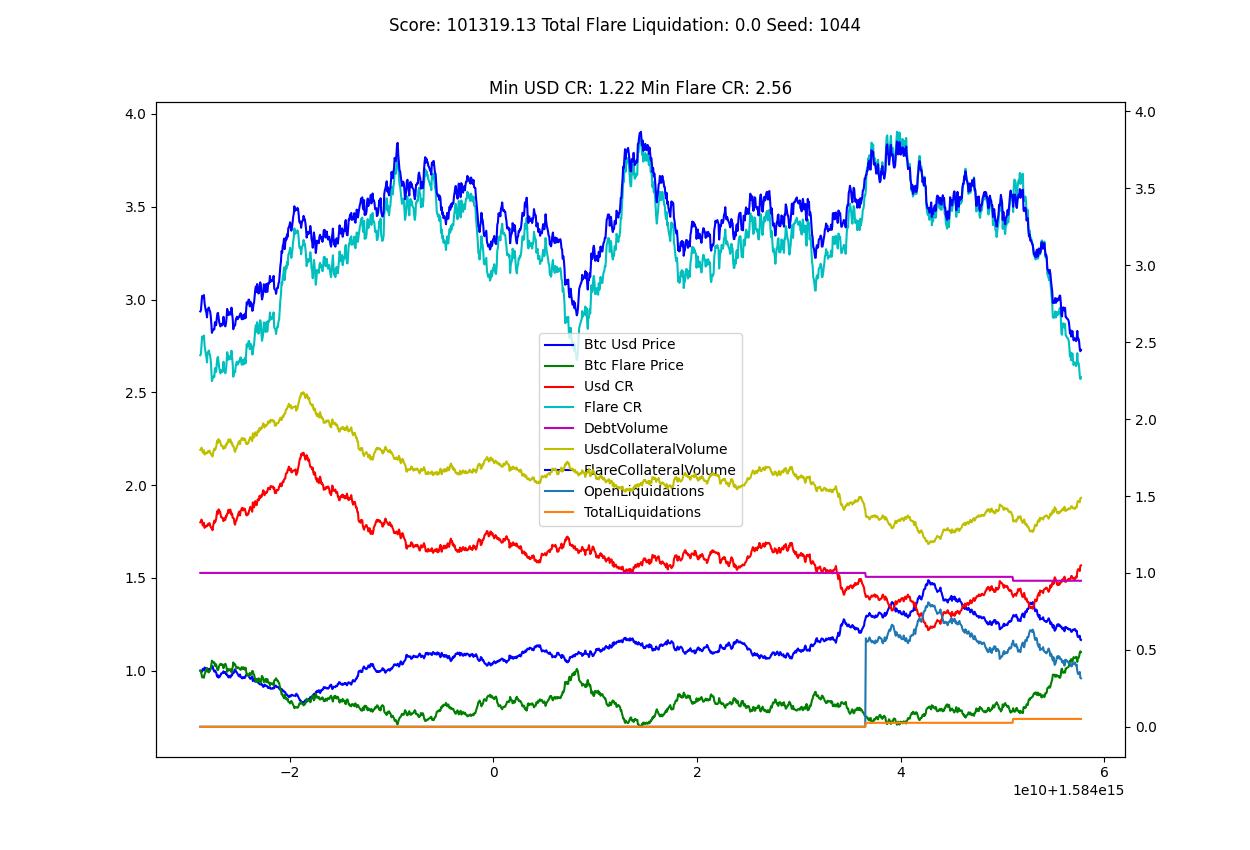 Score: 101319.13 Total Flare Liquidation: 0.0 Seed: 1044
Min USD CR: 1.22 Min Flare CR: 2.56
4.0
3.5
3.0
2.5
2.0
1.5
1.0
4.0
3.5
3.0
2.5
2.0
1.5
1.0
0.5
0.0
Btc Usd Price
Btc Flare Price
Usd CR
Flare CR
DebtVolume
UsdCollateralVolume
FlareCollateralVolume
OpenLiquidations
TotalLiquidations
−2 0 2 4 6
1e10+1.584e15